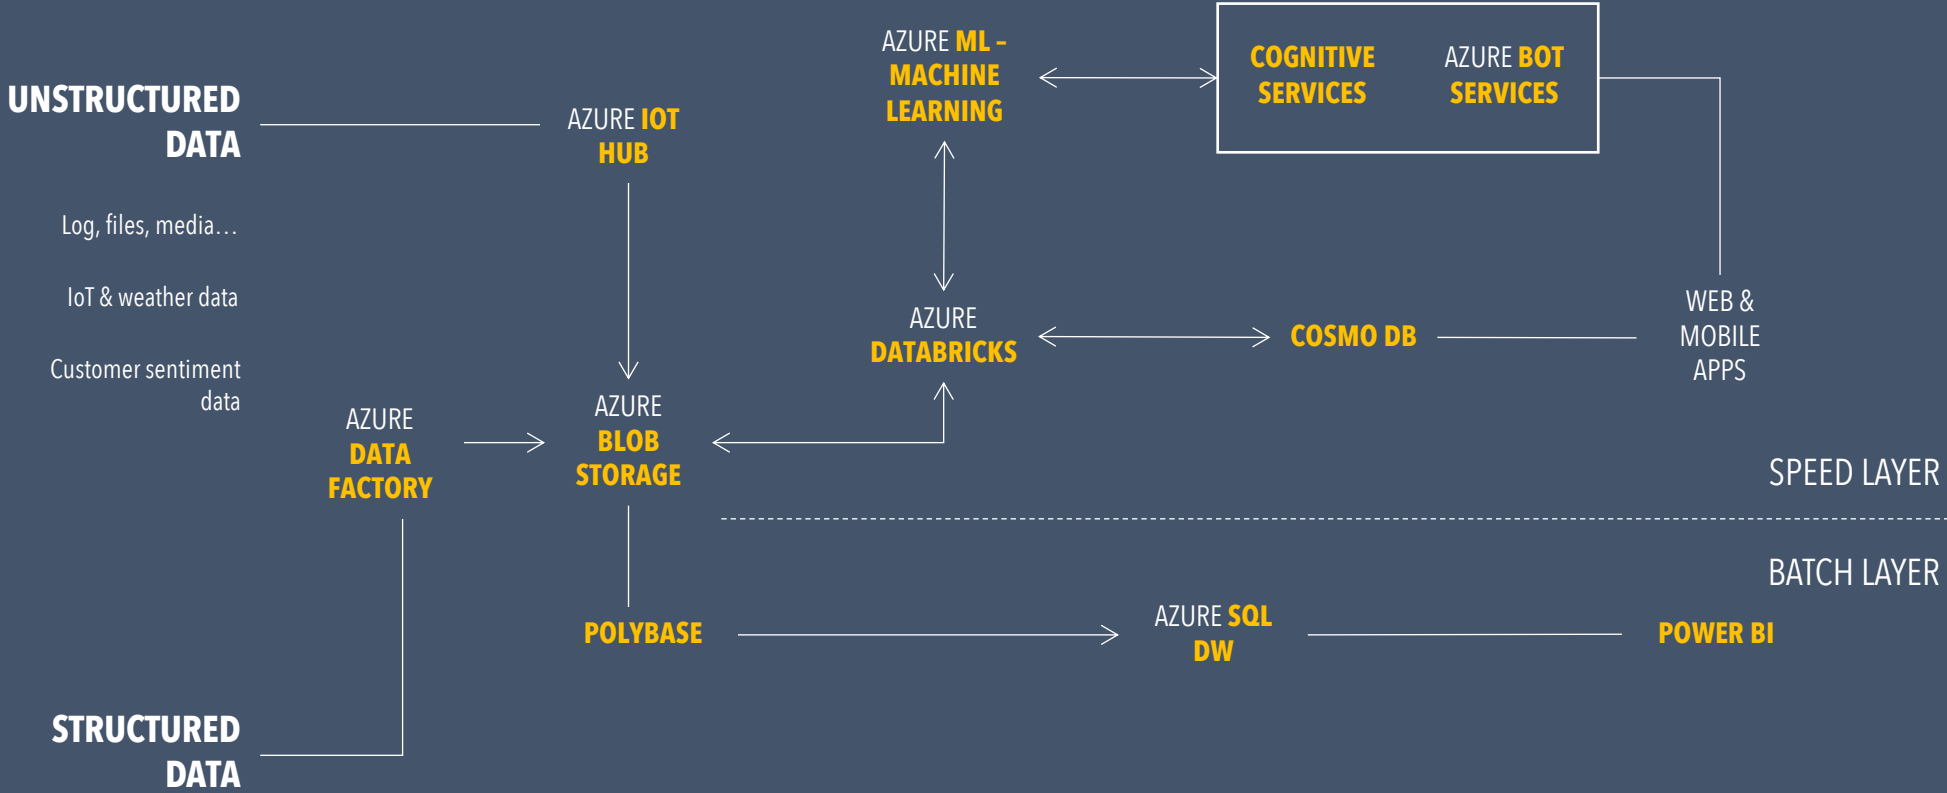 UNSTRUCTURED
DATA
Log, files, media…
IoT & weather data
Customer sentiment
data
STRUCTURED
DATA
AZURE
DATA
FACTORY
AZURE IOT
HUB
AZURE
BLOB
STORAGE
POLYBASE
AZURE ML –
MACHINE
LEARNING
AZURE
DATABRICKS
COGNITIVE
SERVICES
AZURE BOT
SERVICES
COSMO DB
WEB &
MOBILE
APPS
SPEED LAYER
BATCH LAYER
AZURE SQL
DW
POWER BI